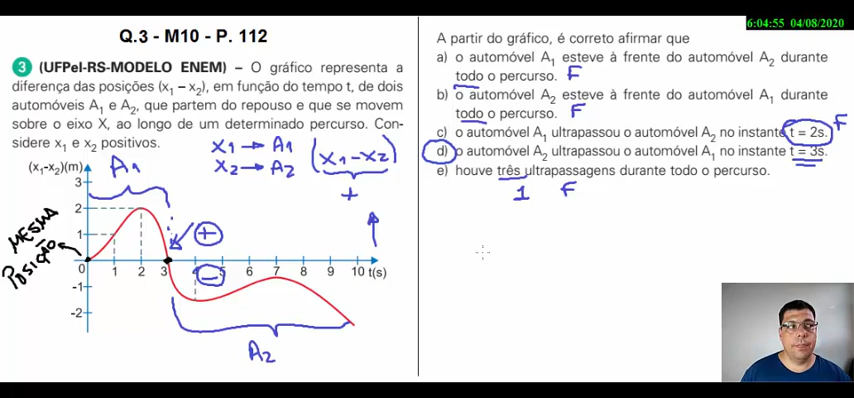 6:04:55 04/08/2020
Q.3 - M10 - P. 112
3 (UFPel-RS-MODELO ENEM) – O gráfico representa a
diferença das posições (x₁ – x₂), em função do tempo t, de dois
automóveis A₁ e A₂, que partem do repouso e que se movem
sobre o eixo X, ao longo de um determinado percurso. Con-
sidere x₁ e x₂ positivos.
x₁ → A₁
x₂ → A₂
(x₁ - x₂)
+
(x₁-x₂)(m)
A₁
3
2
1
0
-1
-2
1 2 3 5 6 7 8 9 10 t(s)
MESMA
POSIÇÃO
+
−
A₂
A partir do gráfico, é correto afirmar que
a) o automóvel A₁ esteve à frente do automóvel A₂ durante
todo o percurso. F
b) o automóvel A₂ esteve à frente do automóvel A₁ durante
todo o percurso. F
c) o automóvel A₁ ultrapassou o automóvel A₂ no instante t = 2s. F
d) o automóvel A₂ ultrapassou o automóvel A₁ no instante t = 3s.
e) houve três ultrapassagens durante todo o percurso.
1 F